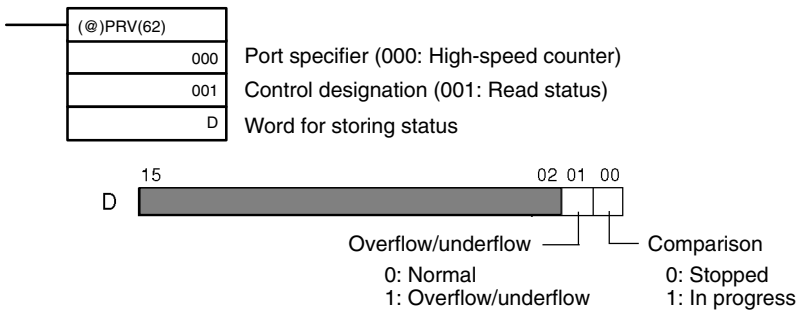 (@)PRV(62)
000 Port specifier (000: High-speed counter)
001 Control designation (001: Read status)
D Word for storing status
15 02 01 00
D
Overflow/underflow Comparison
0: Normal 0: Stopped
1: Overflow/underflow 1: In progress